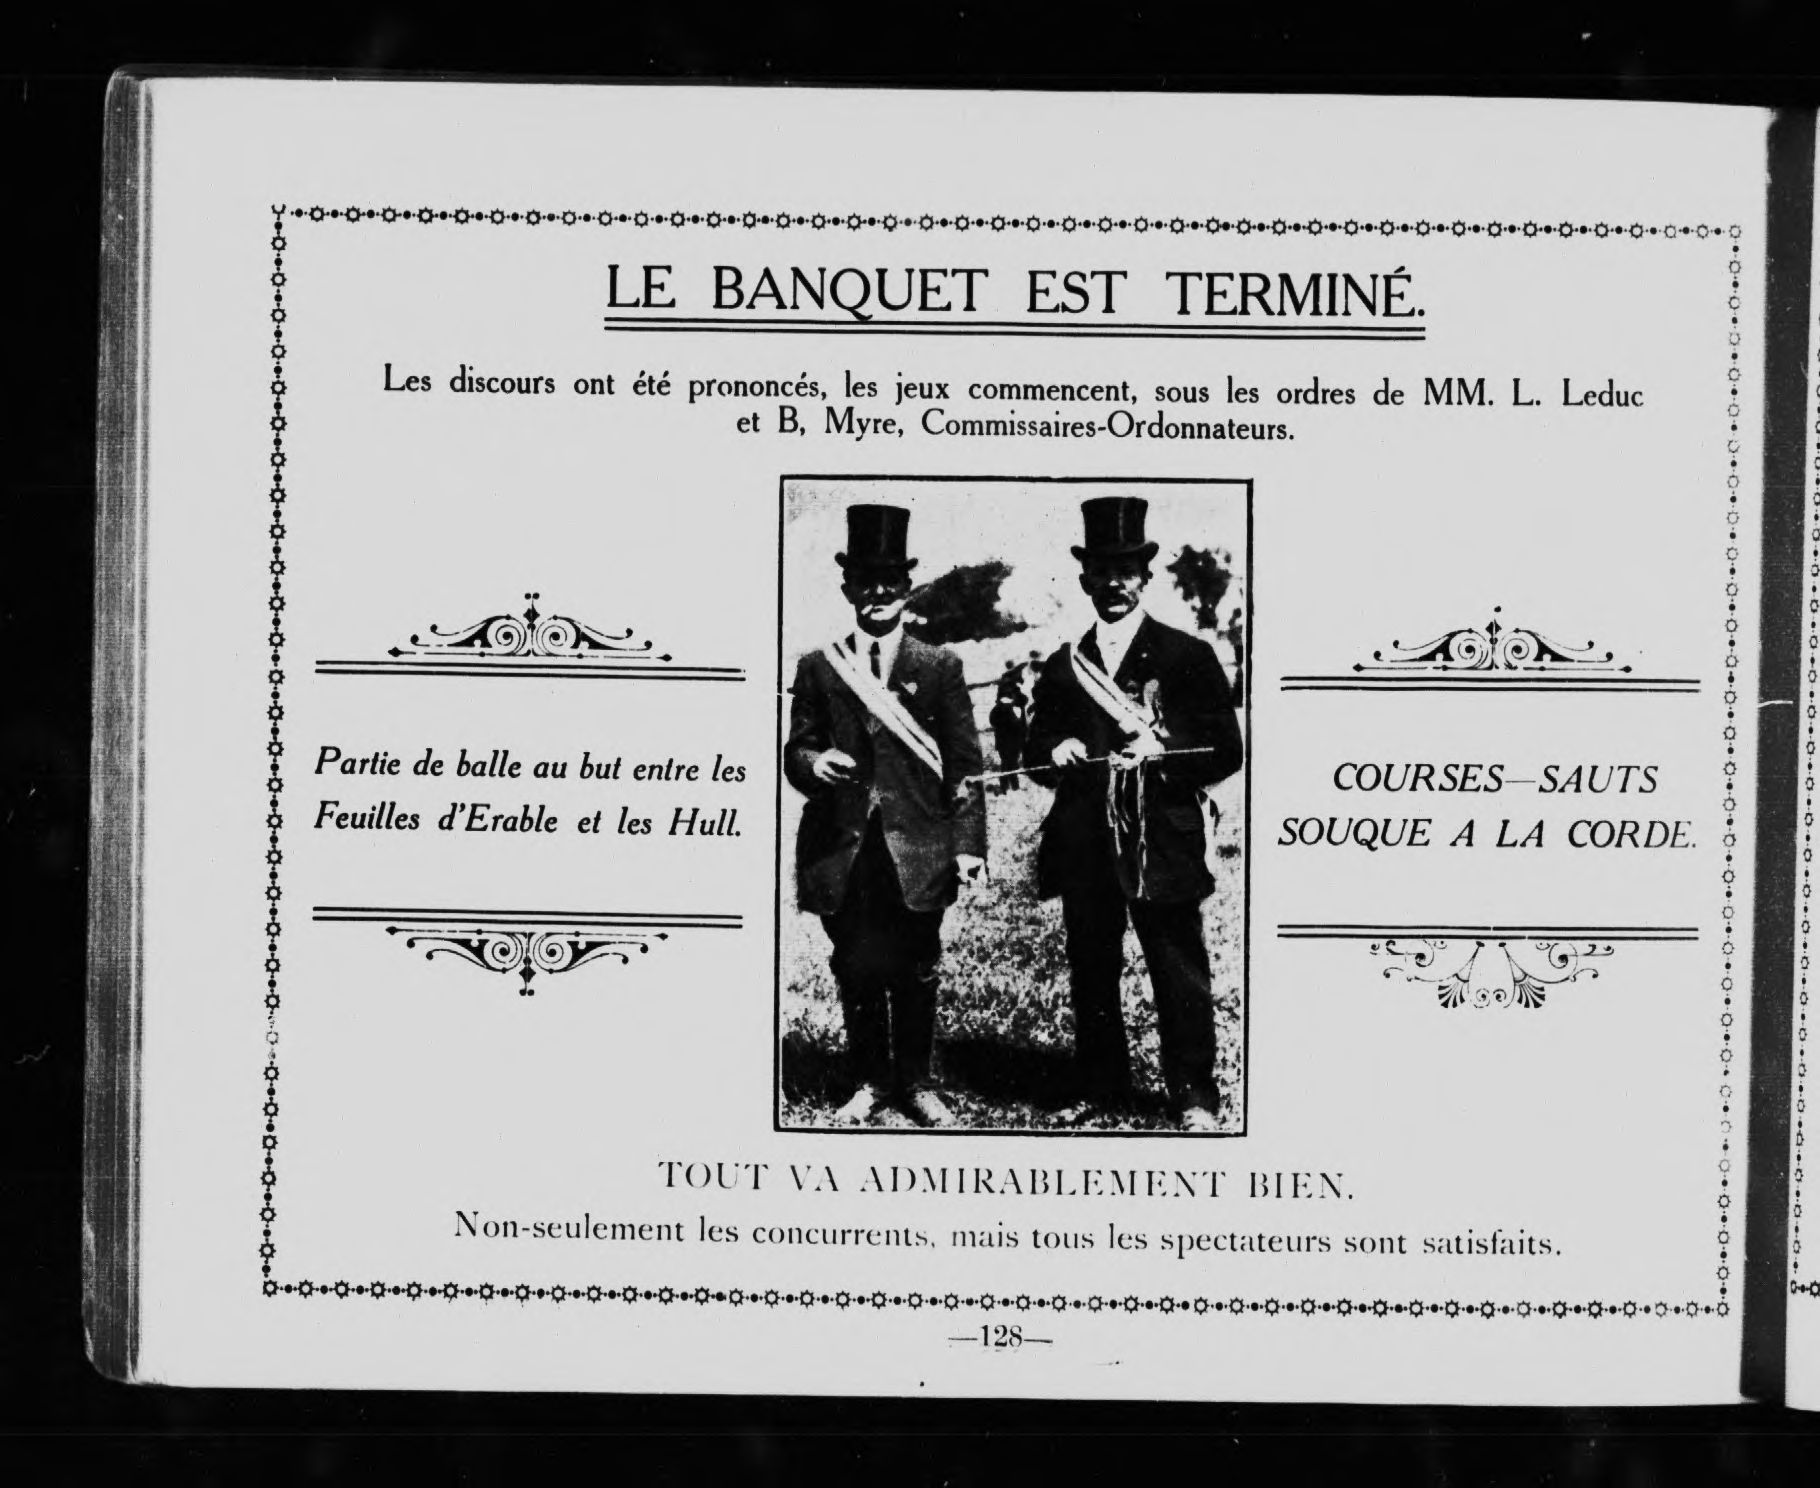 LE BANQUET EST TERMINÉ.
Les discours ont été prononcés, les jeux commencent, sous les ordres de MM. L. Leduc
et B, Myre, Commissaires-Ordonnateurs.
Partie de balle au but entre les
Feuilles d'Erable et les Hull.
COURSES—SAUTS
SOUQUE A LA CORDE.
TOUT VA ADMIRABLEMENT BIEN.
Non-seulement les concurrents, mais tous les spectateurs sont satisfaits.
—128—